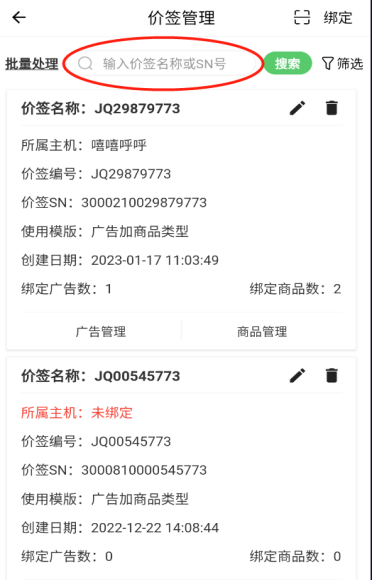 价签管理 绑定
批量处理 输入价签名称或SN号 搜索 筛选
价签名称：JQ29879773
所属主机：嘻嘻呼呼
价签编号：JQ29879773
价签SN：3000210029879773
使用模版：广告加商品类型
创建日期：2023-01-17 11:03:49
绑定广告数：1 绑定商品数：2
广告管理 商品管理
价签名称：JQ00545773
所属主机：未绑定
价签编号：JQ00545773
价签SN：3000810000545773
使用模版：广告加商品类型
创建日期：2022-12-22 14:08:44
绑定广告数：0 绑定商品数：0